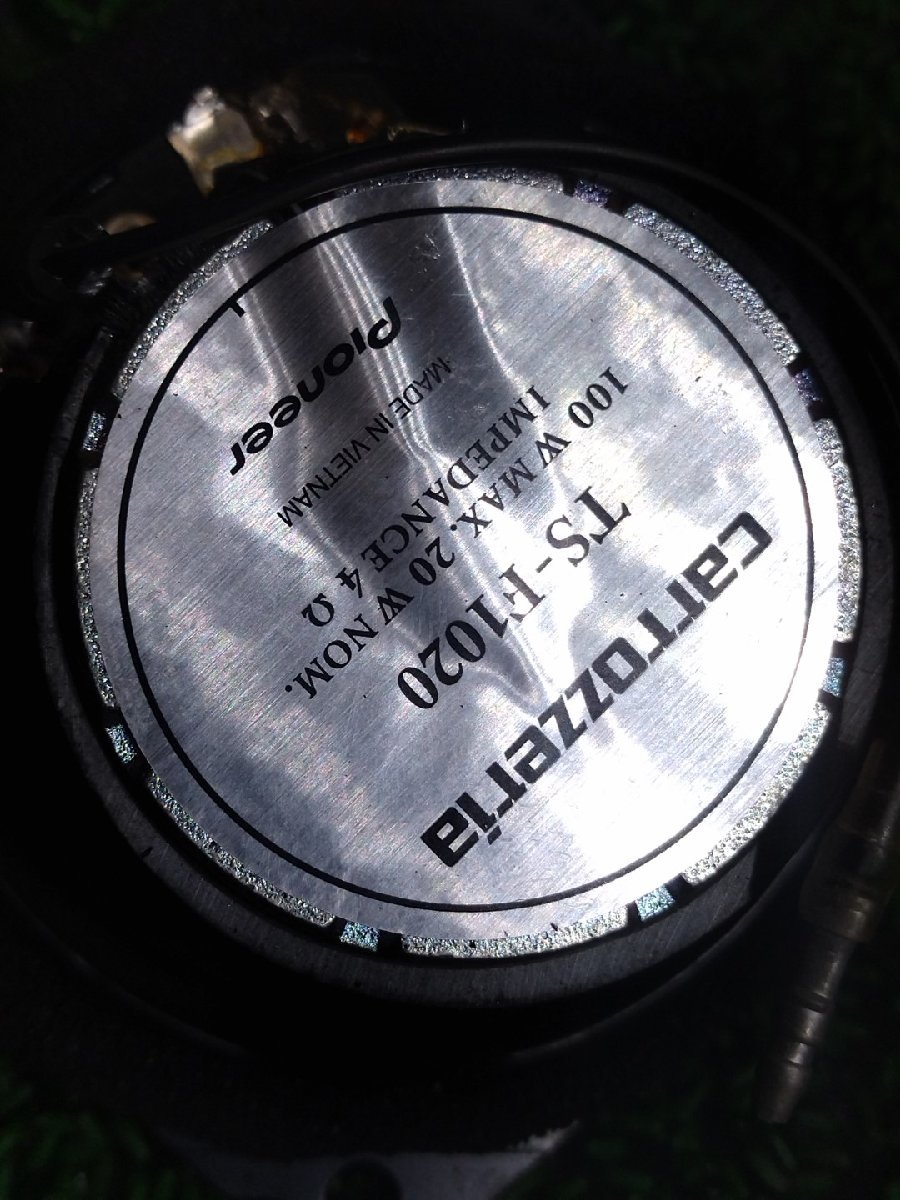 carrozzeria
TS-F1020
100 W MAX. 20 W NOM.
IMPEDANCE 4 Ω
MADE IN VIETNAM
Pioneer
L